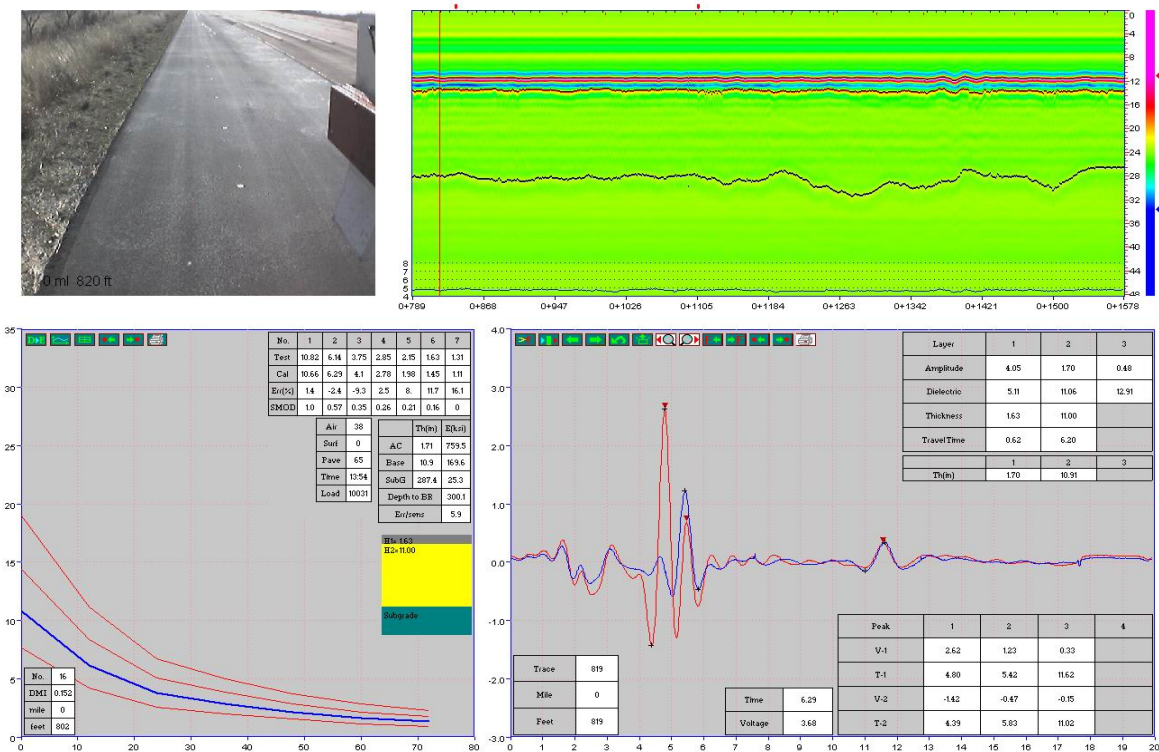 0 ml 820 ft
0
-4
-8
-12
-16
-20
-24
-28
-32
-36
-40
-44
-48
8
7
6
5
4
0+789 0+868 0+947 0+1026 0+1105 0+1184 0+1263 0+1342 0+1421 0+1500 0+1578
35
30
25
20
15
10
5
0
0 10 20 30 40 50 60 70 80
No. 1 2 3 4 5 6 7
Test 10.82 6.14 3.75 2.85 2.15 1.63 1.31
Cal 10.66 6.29 4.1 2.78 1.98 1.45 1.11
Err(%) 1.4 -2.4 -9.3 2.5 8. 11.7 16.1
SMOD 1.0 0.57 0.35 0.26 0.21 0.16 0
Air 38
Surf 0
Pave 65
Time 13:54
Load 10031
Th(in) E(ksi)
AC 1.71 759.5
Base 10.9 169.6
SubG 287.4 25.3
Depth to BR 300.1
Err/sens 5.9
H1= 1.63
H2=11.00
Subgrade
No. 16
DMI 0.152
mile 0
feet 802
4.0
3.0
2.0
1.0
0.0
-1.0
-2.0
-3.0
0 1 2 3 4 5 6 7 8 9 10 11 12 13 14 15 16 17 18 19 20
Layer 1 2 3
Amplitude 4.05 1.70 0.48
Dielectric 5.11 11.06 12.91
Thickness 1.63 11.00
Travel Time 0.62 6.20
1 2 3
Th(in) 1.70 10.91
Trace 819
Mile 0
Feet 819
Time 6.29
Voltage 3.68
Peak 1 2 3 4
V-1 2.62 1.23 0.33
T-1 4.80 5.42 11.62
V-2 -1.42 -0.47 -0.15
T-2 4.39 5.83 11.02